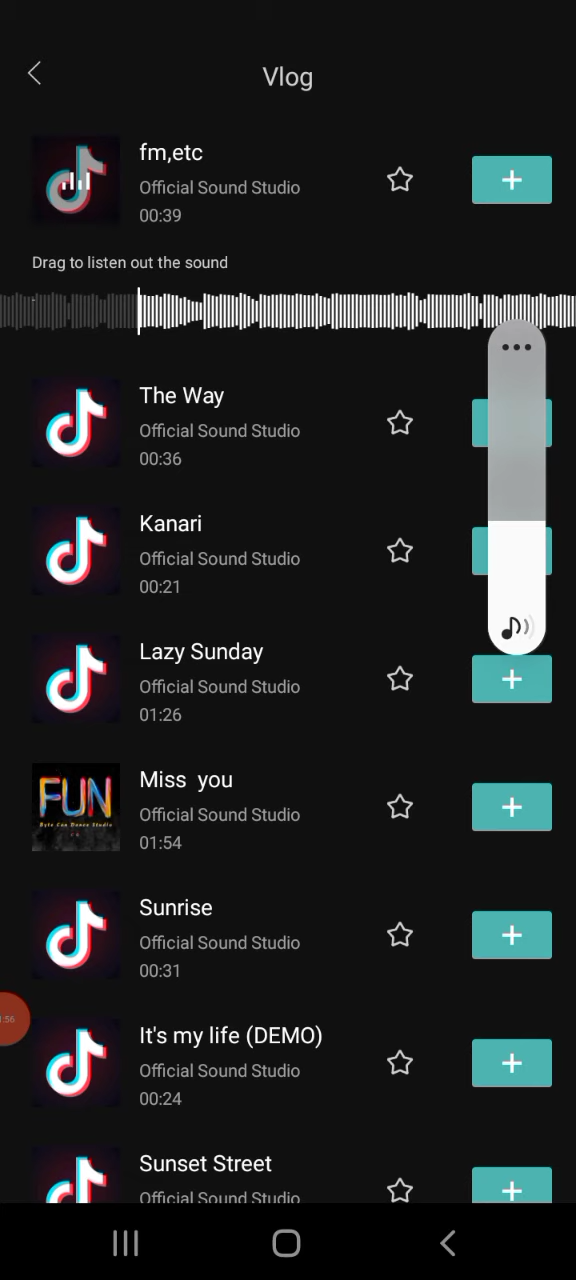 Vlog
fm,etc
Official Sound Studio
00:39
Drag to listen out the sound
The Way
Official Sound Studio
00:36
Kanari
Official Sound Studio
00:21
Lazy Sunday
Official Sound Studio
01:26
FUN
Miss you
Official Sound Studio
01:54
Sunrise
Official Sound Studio
00:31
:56
It's my life (DEMO)
Official Sound Studio
00:24
Sunset Street
Official Sound Studio